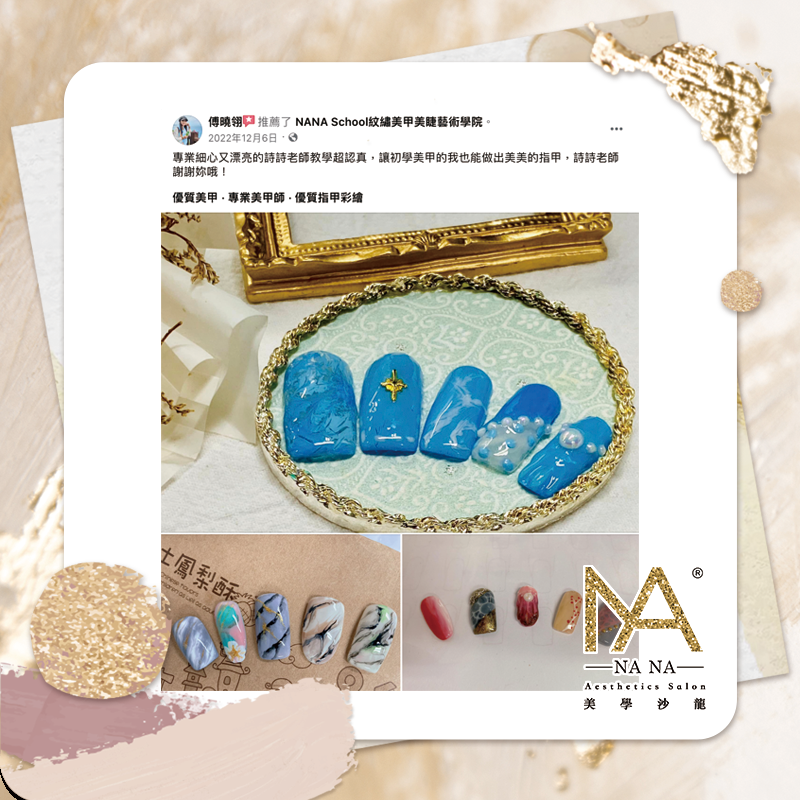 傅曉翎 推薦了 NANA School紋繡美甲美睫藝術學院。
2022年12月6日 ·
專業細心又漂亮的詩詩老師教學超認真，讓初學美甲的我也能做出美美的指甲，詩詩老師
謝謝妳哦！
優質美甲 · 專業美甲師 · 優質指甲彩繪
土鳳梨酥
NA ®
NA NA
Aesthetics Salon
美學沙龍